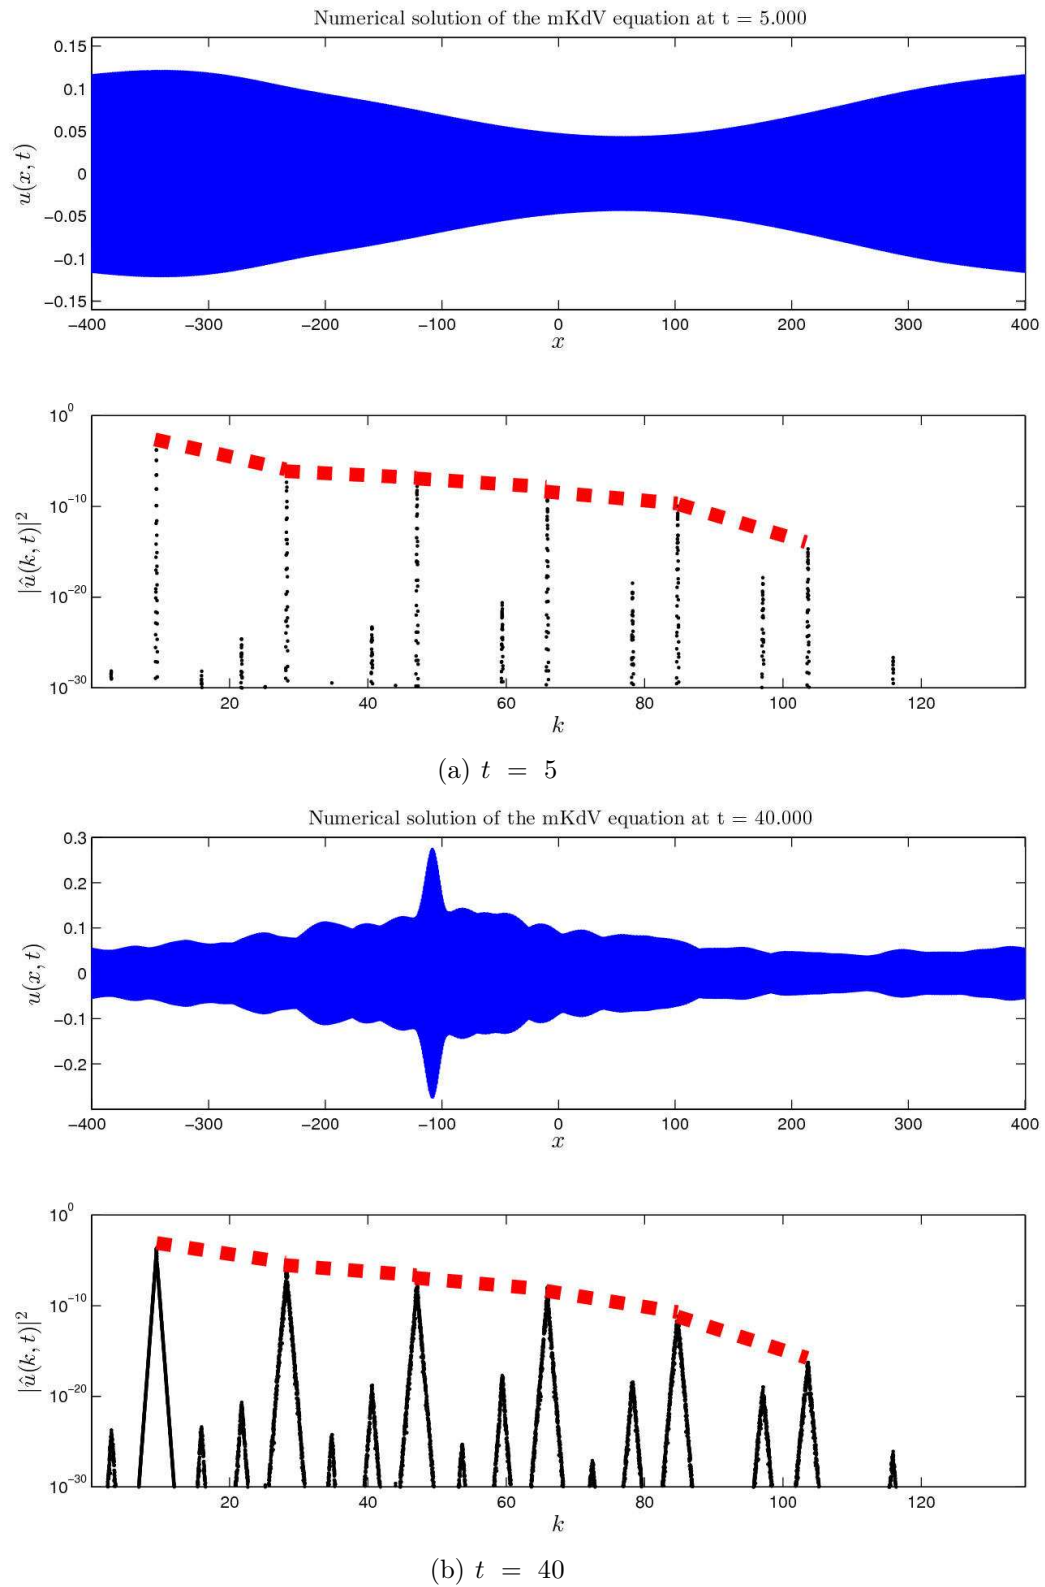 Numerical solution of the mKdV equation at t = 5.000
0.15
0.1
0.05
0
−0.05
−0.1
−0.15
u(x, t)
−400 −300 −200 −100 0 100 200 300 400
x
10^0
10^−10
10^−20
10^−30
|û(k, t)|^2
20 40 60 80 100 120
k
(a) t = 5
Numerical solution of the mKdV equation at t = 40.000
0.3
0.2
0.1
0
−0.1
−0.2
u(x, t)
−400 −300 −200 −100 0 100 200 300 400
x
10^0
10^−10
10^−20
10^−30
|û(k, t)|^2
20 40 60 80 100 120
k
(b) t = 40